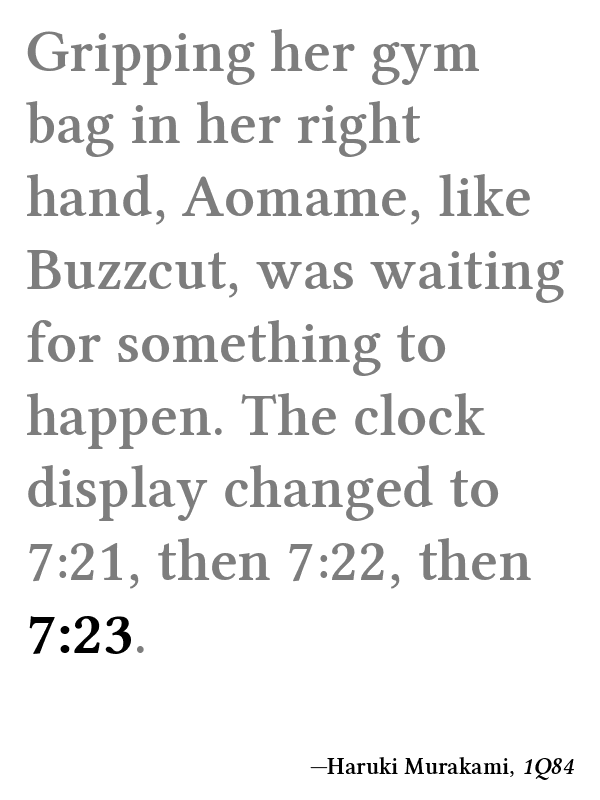 Gripping her gym
bag in her right
hand, Aomame, like
Buzzcut, was waiting
for something to
happen. The clock
display changed to
7:21, then 7:22, then
7:23.
—Haruki Murakami, 1Q84